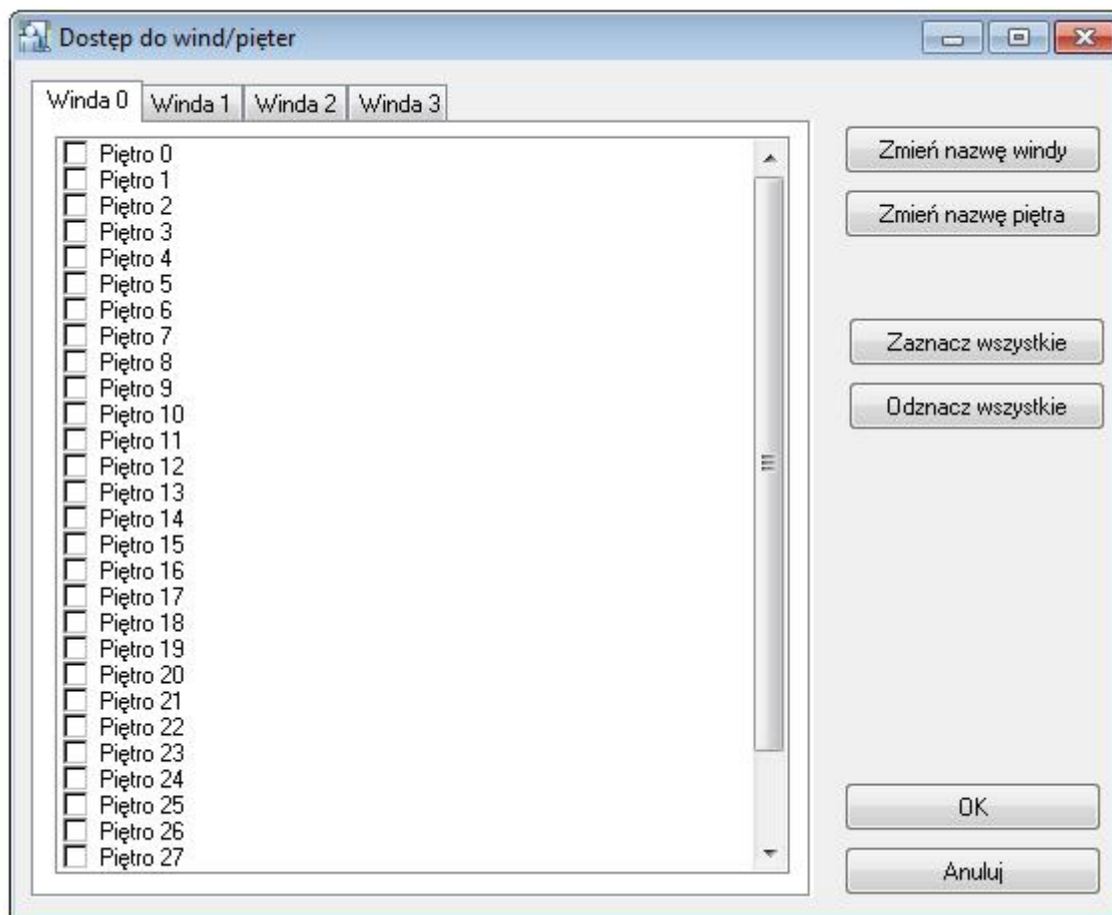 Dostęp do wind/pięter
Winda 0 Winda 1 Winda 2 Winda 3
Piętro 0
Piętro 1
Piętro 2
Piętro 3
Piętro 4
Piętro 5
Piętro 6
Piętro 7
Piętro 8
Piętro 9
Piętro 10
Piętro 11
Piętro 12
Piętro 13
Piętro 14
Piętro 15
Piętro 16
Piętro 17
Piętro 18
Piętro 19
Piętro 20
Piętro 21
Piętro 22
Piętro 23
Piętro 24
Piętro 25
Piętro 26
Piętro 27
Zmień nazwę windy
Zmień nazwę piętra
Zaznacz wszystkie
Odznacz wszystkie
OK
Anuluj